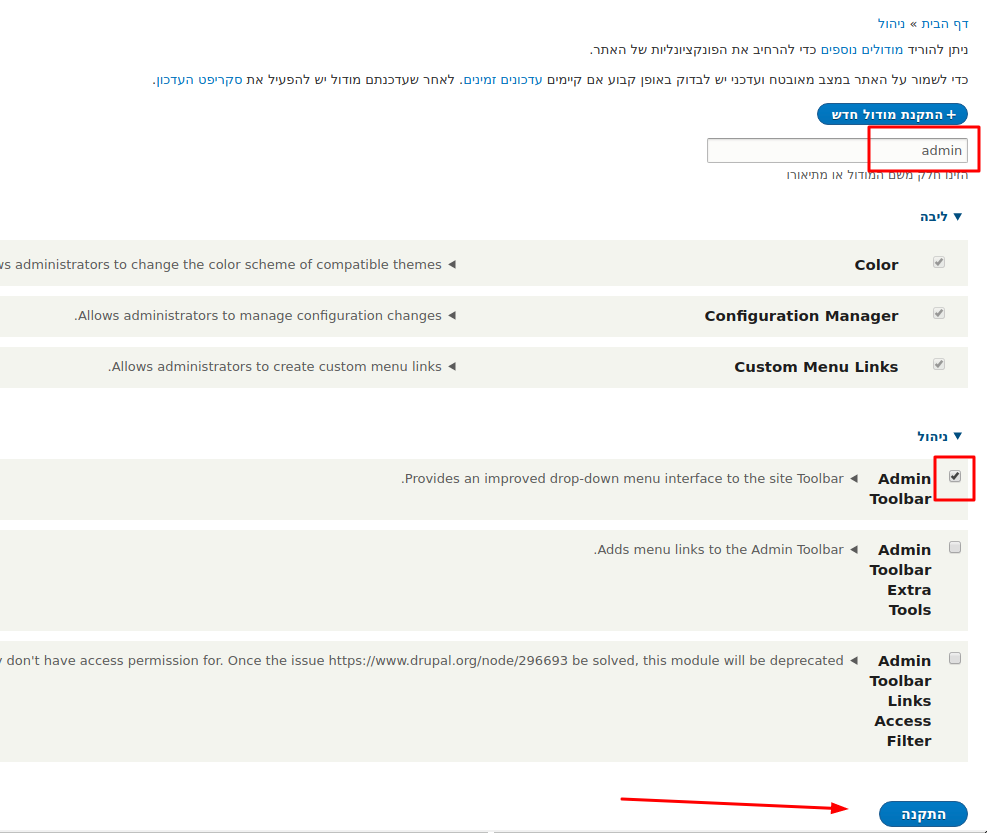 דף הבית » ניהול
ניתן להוריד מודולים נוספים כדי להרחיב את הפונקציונליות של האתר.
כדי לשמור על האתר במצב מאובטח ועדכני יש לבדוק באופן קבוע אם קיימים עדכונים זמינים. לאחר שעדכנתם מודול יש להפעיל את סקריפט העדכון.
+ התקנת מודול חדש
admin
הזינו חלק משם המודול או מתיאורו
ליבה
Color
administrators to change the color scheme of compatible themes
Configuration Manager
Allows administrators to manage configuration changes.
Custom Menu Links
Allows administrators to create custom menu links.
ניהול
Admin
Toolbar
Provides an improved drop-down menu interface to the site Toolbar.
Admin
Toolbar
Extra
Tools
Adds menu links to the Admin Toolbar.
Admin
Toolbar
Links
Access
Filter
don't have access permission for. Once the issue https://www.drupal.org/node/296693 be solved, this module will be deprecated
התקנה